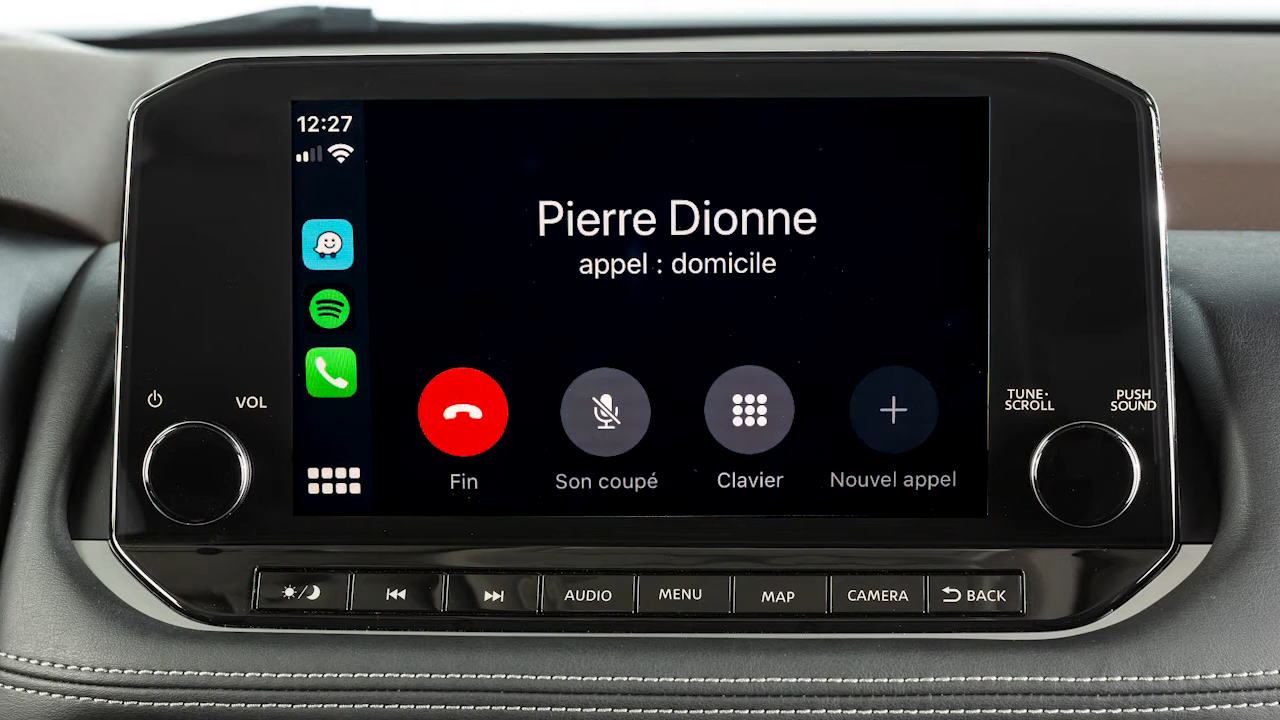 12:27
Pierre Dionne
appel : domicile
Fin
Son coupé
Clavier
Nouvel appel
VOL
TUNE·
SCROLL
PUSH
SOUND
AUDIO
MENU
MAP
CAMERA
BACK